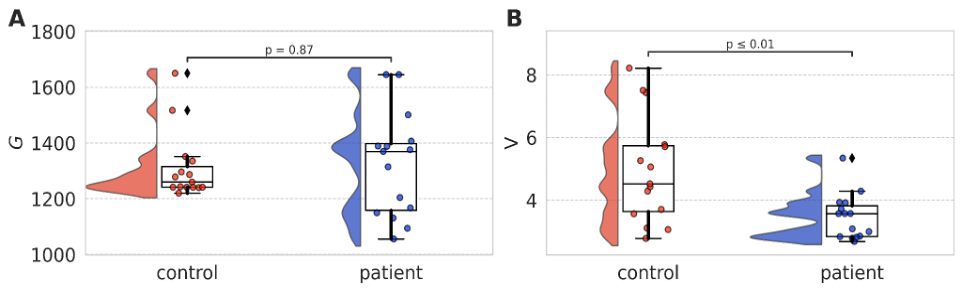 A
B
1800
1600
1400
1200
1000
G
p = 0.87
control
patient
8
6
4
V
p ≤ 0.01
control
patient